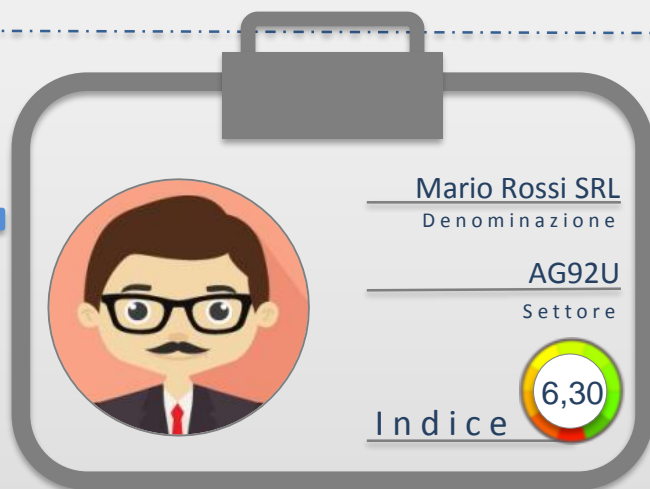 Mario Rossi SRL
Denominazione
AG92U
Settore
6,30
Indice